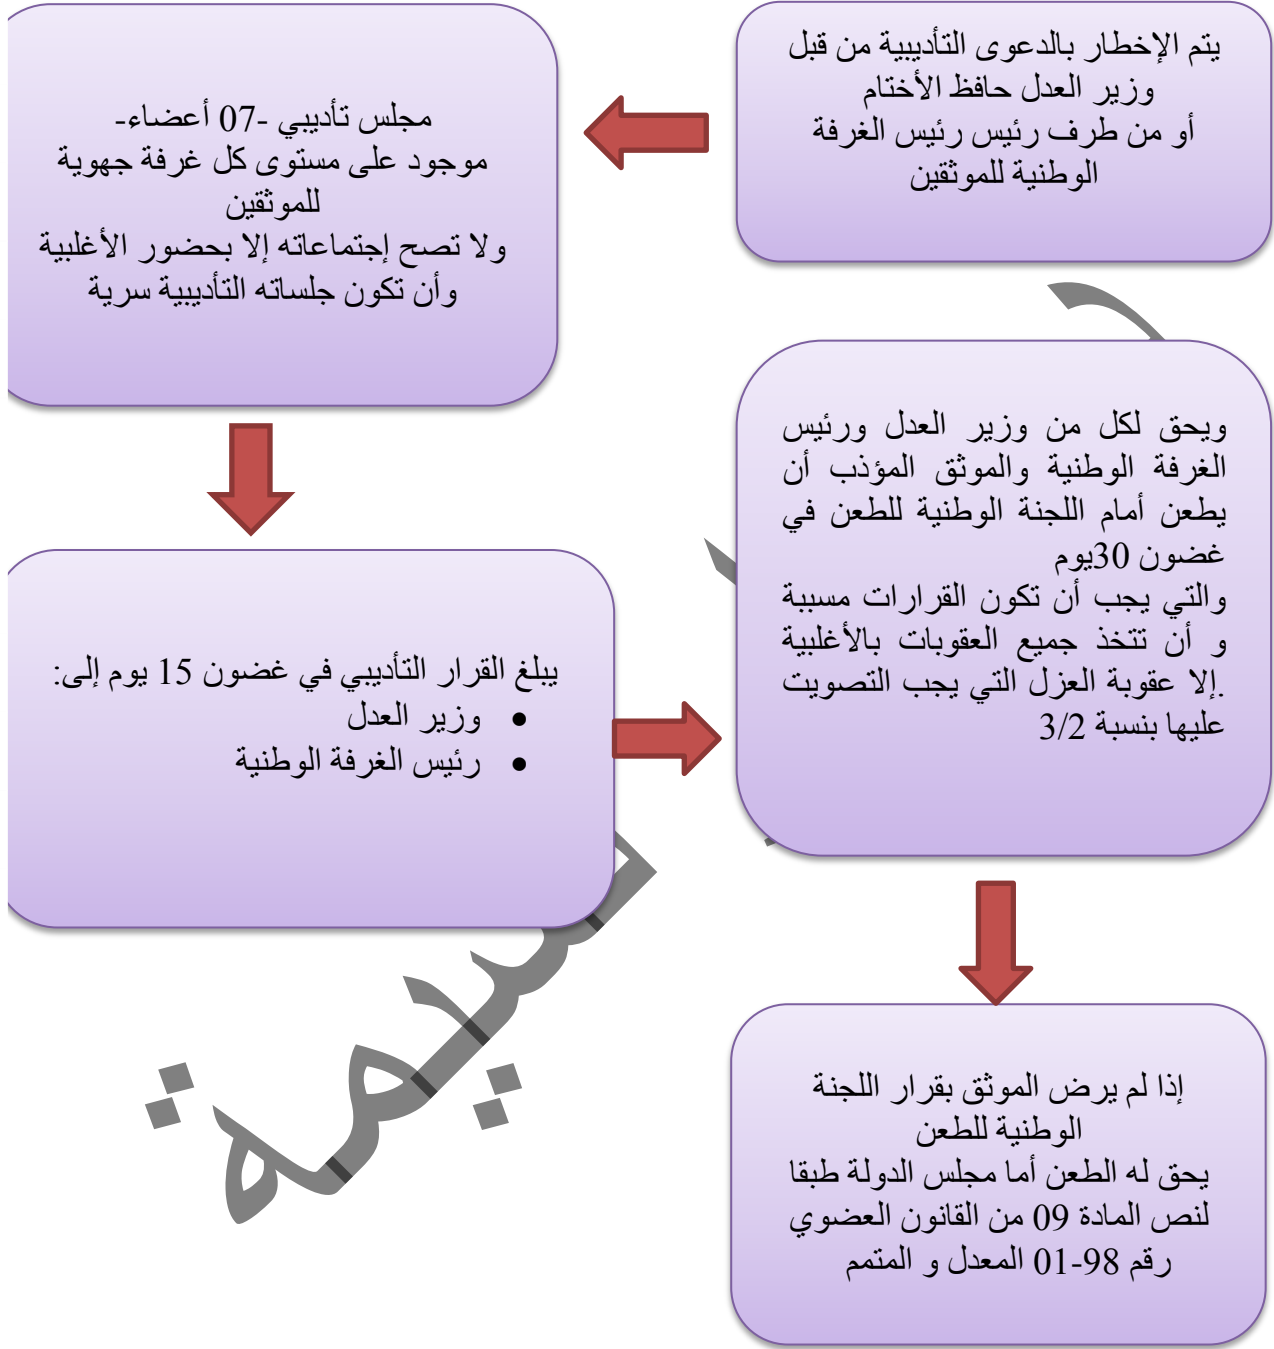 يتم الإخطار بالدعوى التأديبية من قبل
وزير العدل حافظ الأختام
أو من طرف رئيس رئيس الغرفة
الوطنية للموثقين
مجلس تأديبي -07 أعضاء-
موجود على مستوى كل غرفة جهوية
للموثقين
ولا تصح إجتماعاته إلا بحضور الأغلبية
وأن تكون جلساته التأديبية سرية
يبلغ القرار التأديبي في غضون 15 يوم إلى:
• وزير العدل
• رئيس الغرفة الوطنية
ويحق لكل من وزير العدل ورئيس
الغرفة الوطنية والموثق المؤذب أن
يطعن أمام اللجنة الوطنية للطعن في
غضون 30يوم
والتي يجب أن تكون القرارات مسببة
و أن تتخذ جميع العقوبات بالأغلبية
.إلا عقوبة العزل التي يجب التصويت
عليها بنسبة 3/2
إذا لم يرض الموثق بقرار اللجنة
الوطنية للطعن
يحق له الطعن أما مجلس الدولة طبقا
لنص المادة 09 من القانون العضوي
رقم 98-01 المعدل و المتمم